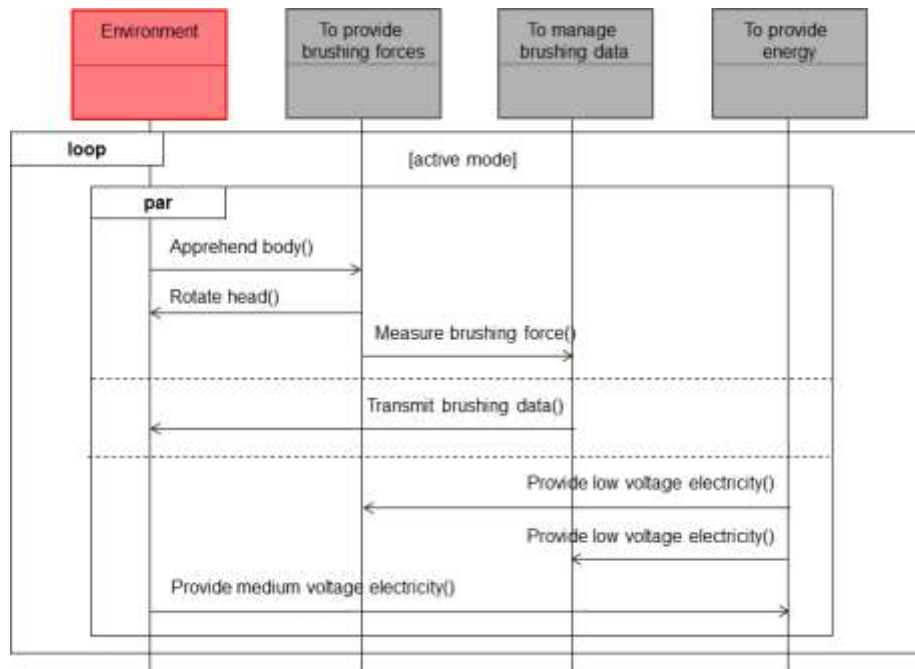 Environment
To provide
brushing forces
To manage
brushing data
To provide
energy
loop
[active mode]
par
Apprehend body()
Rotate head()
Measure brushing force()
Transmit brushing data()
Provide low voltage electricity()
Provide low voltage electricity()
Provide medium voltage electricity()